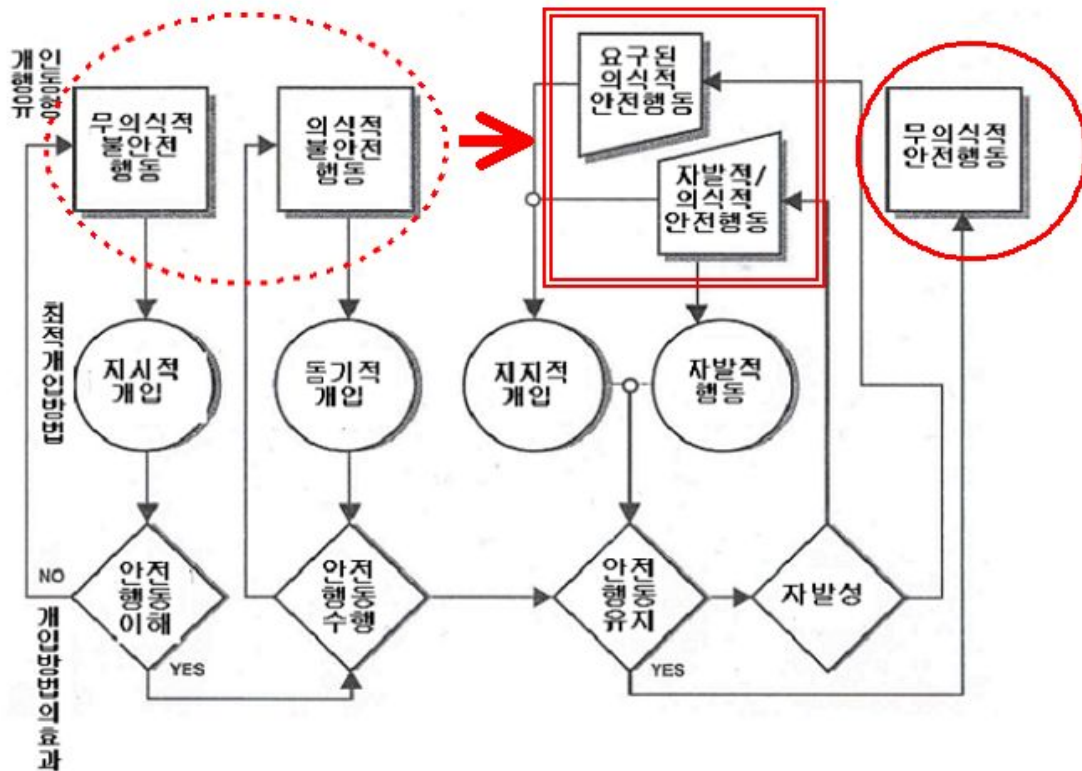 개인
행동
유형
무의식적
불안전
행동
의식적
불안전
행동
요구된
의식적
안전행동
자발적/
의식적
안전행동
무의식적
안전행동
최적개입방법
지시적
개입
동기적
개입
지지적
개입
자발적
행동
개입방법의효과
NO
안전
행동
이해
YES
안전
행동
수행
안전
행동
유지
YES
자발성